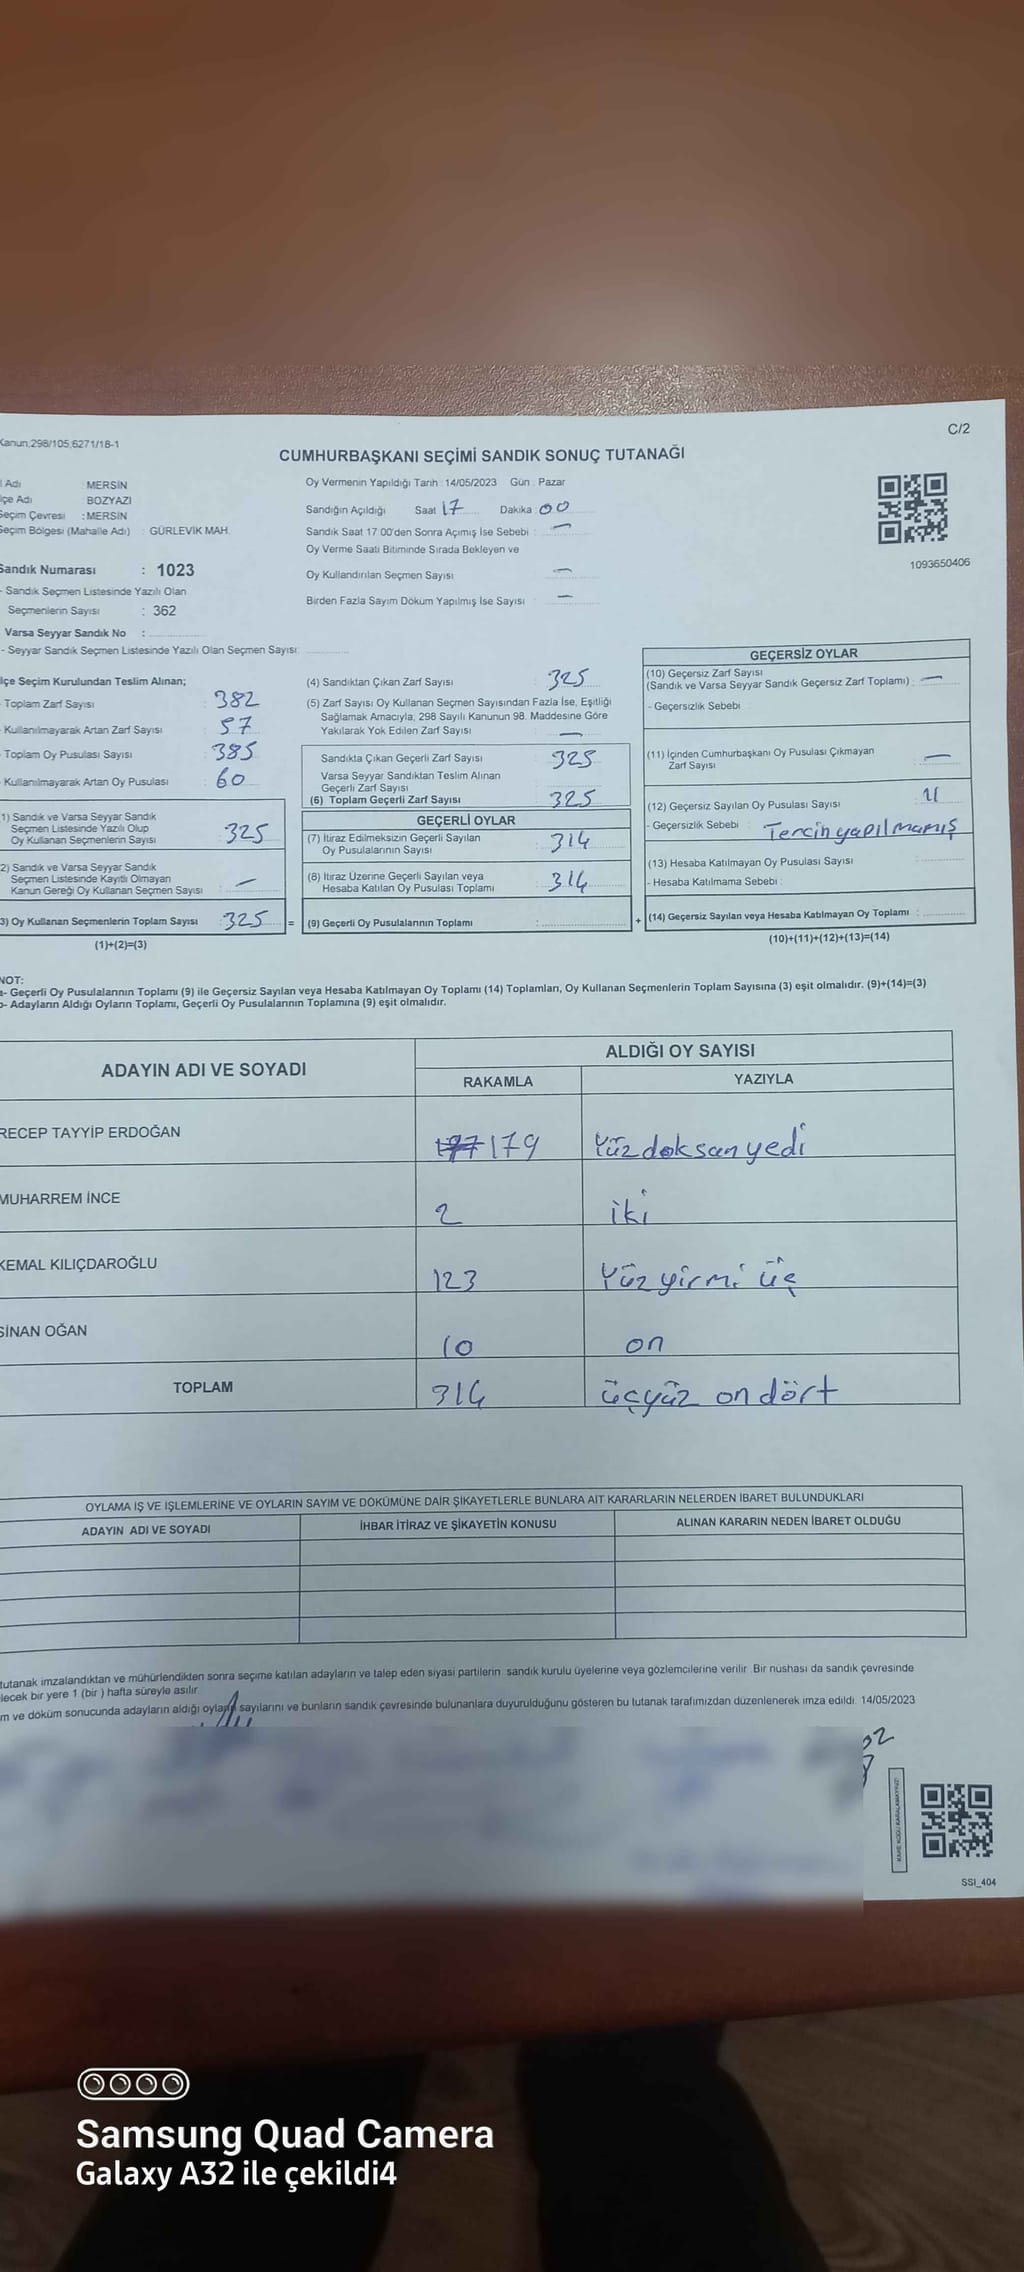 C/2
Kanun,298/105,6271/18-1
CUMHURBAŞKANI SEÇİMİ SANDIK SONUÇ TUTANAĞI
l Adı : MERSİN
lçe Adı : BOZYAZI
Seçim Çevresi : MERSİN
Seçim Bölgesi (Mahalle Adı) : GÜRLEVİK MAH.
Sandık Numarası : 1023
- Sandık Seçmen Listesinde Yazılı Olan
Seçmenlerin Sayısı : 362
Varsa Seyyar Sandık No :
- Seyyar Sandık Seçmen Listesinde Yazılı Olan Seçmen Sayısı:
Oy Vermenin Yapıldığı Tarih : 14/05/2023 Gün : Pazar
Sandığın Açıldığı Saat 17 Dakika : 00
Sandık Saat 17 00'den Sonra Açımış İse Sebebi : —
Oy Verme Saati Bitiminde Sırada Bekleyen ve
Oy Kullandırılan Seçmen Sayısı —
Birden Fazla Sayım Döküm Yapılmış İse Sayısı : —
1093650406
lçe Seçim Kurulundan Teslim Alınan;
- Toplam Zarf Sayısı : 382
- Kullanılmayarak Artan Zarf Sayısı : 57
- Toplam Oy Pusulası Sayısı : 385
- Kullanılmayarak Artan Oy Pusulası : 60
1) Sandık ve Varsa Seyyar Sandık
Seçmen Listesinde Yazılı Olup
Oy Kullanan Seçmenlerin Sayısı : 325
2) Sandık ve Varsa Seyyar Sandık
Seçmen Listesinde Kayıtlı Olmayan
Kanun Gereği Oy Kullanan Seçmen Sayısı : —
3) Oy Kullanan Seçmenlerin Toplam Sayısı : 325 =
(1)+(2)=(3)
(4) Sandıktan Çıkan Zarf Sayısı : 325
(5) Zarf Sayısı Oy Kullanan Seçmen Sayısından Fazla İse, Eşitliği
Sağlamak Amacıyla, 298 Sayılı Kanunun 98. Maddesine Göre
Yakılarak Yok Edilen Zarf Sayısı —
Sandıkta Çıkan Geçerli Zarf Sayısı : 325
Varsa Seyyar Sandıktan Teslim Alınan
Geçerli Zarf Sayısı
(6) Toplam Geçerli Zarf Sayısı : 325
GEÇERLİ OYLAR
(7) İtiraz Edilmeksizin Geçerli Sayılan
Oy Pusulalarının Sayısı : 314
(8) İtiraz Üzerine Geçerli Sayılan veya
Hesaba Katılan Oy Pusulası Toplamı : 314
(9) Geçerli Oy Pusulalarının Toplamı : +
GEÇERSİZ OYLAR
(10) Geçersiz Zarf Sayısı
(Sandık ve Varsa Seyyar Sandık Geçersiz Zarf Toplamı) : —
- Geçersizlik Sebebi :
(11) İçinden Cumhurbaşkanı Oy Pusulası Çıkmayan
Zarf Sayısı : —
(12) Geçersiz Sayılan Oy Pusulası Sayısı : 11
- Geçersizlik Sebebi : Tercih yapılmamış
(13) Hesaba Katılmayan Oy Pusulası Sayısı :
- Hesaba Katılmama Sebebi :
(14) Geçersiz Sayılan veya Hesaba Katılmayan Oy Toplamı :
(10)+(11)+(12)+(13)=(14)
NOT:
a- Geçerli Oy Pusulalarının Toplamı (9) ile Geçersiz Sayılan veya Hesaba Katılmayan Oy Toplamı (14) Toplamları, Oy Kullanan Seçmenlerin Toplam Sayısına (3) eşit olmalıdır. (9)+(14)=(3)
b- Adayların Aldığı Oyların Toplamı, Geçerli Oy Pusulalarının Toplamına (9) eşit olmalıdır.
ADAYIN ADI VE SOYADI ALDIĞI OY SAYISI
RAKAMLA YAZIYLA
RECEP TAYYİP ERDOĞAN 197 179 Yüz doksan yedi
MUHARREM İNCE 2 iki
KEMAL KILIÇDAROĞLU 123 Yüz yirmi üç
SİNAN OĞAN 10 on
TOPLAM 314 üçyüz on dört
OYLAMA İŞ VE İŞLEMLERİNE VE OYLARIN SAYIM VE DÖKÜMÜNE DAİR ŞİKAYETLERLE BUNLARA AİT KARARLARIN NELERDEN İBARET BULUNDUKLARI
ADAYIN ADI VE SOYADI İHBAR İTİRAZ VE ŞİKAYETİN KONUSU ALINAN KARARIN NEDEN İBARET OLDUĞU
tutanak imzalandıktan ve mühürlendikten sonra seçime katılan adayların ve talep eden siyasi partilerin sandık kurulu üyelerine veya gözlemcilerine verilir. Bir nüshası da sandık çevresinde
lecek bir yere 1 (bir ) hafta süreyle asılır
m ve döküm sonucunda adayların aldığı oyların sayılarını ve bunların sandık çevresinde bulunanlara duyurulduğunu gösteren bu tutanak tarafımızdan düzenlenerek imza edildi. 14/05/2023
SSI_404
Samsung Quad Camera
Galaxy A32 ile çekildi4